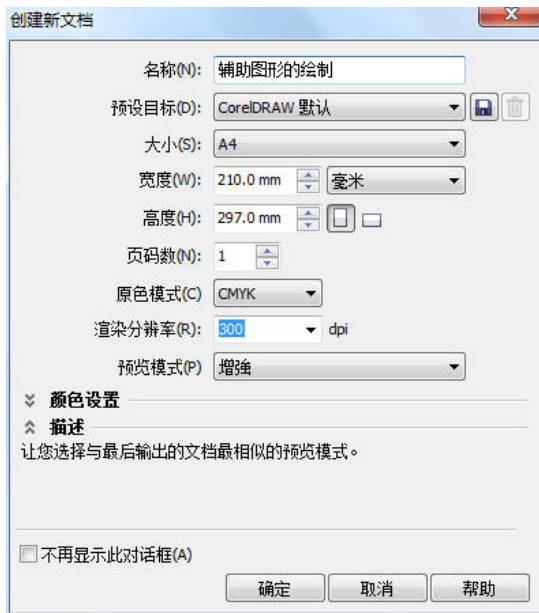 创建新文档
名称(N): 辅助图形的绘制
预设目标(D): CorelDRAW 默认
大小(S): A4
宽度(W): 210.0 mm 毫米
高度(H): 297.0 mm
页码数(N): 1
原色模式(C) CMYK
渲染分辨率(R): 300 dpi
预览模式(P) 增强
颜色设置
描述
让您选择与最后输出的文档最相似的预览模式。
不再显示此对话框(A)
确定 取消 帮助